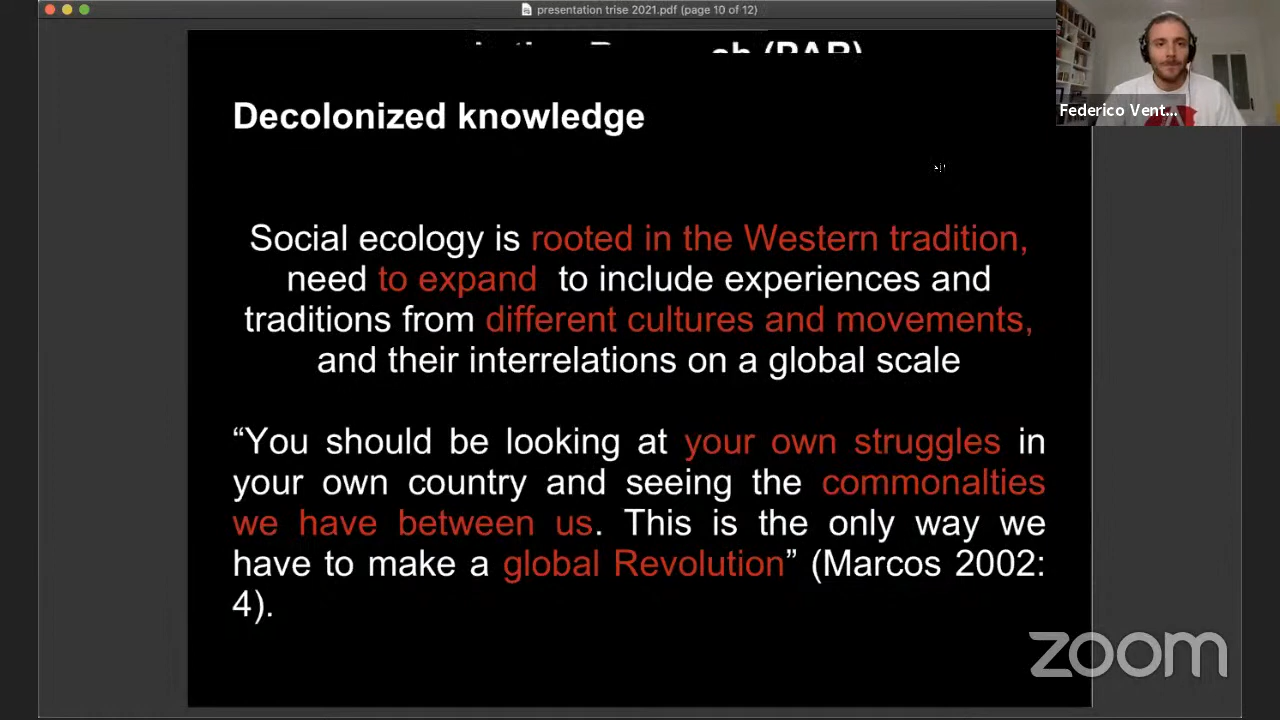 presentation trise 2021.pdf (page 10 of 12)
(PAR)
Federico Vent...
Decolonized knowledge
Social ecology is rooted in the Western tradition,
need to expand to include experiences and
traditions from different cultures and movements,
and their interrelations on a global scale
“You should be looking at your own struggles in
your own country and seeing the commonalties
we have between us. This is the only way we
have to make a global Revolution” (Marcos 2002:
4).
zoom